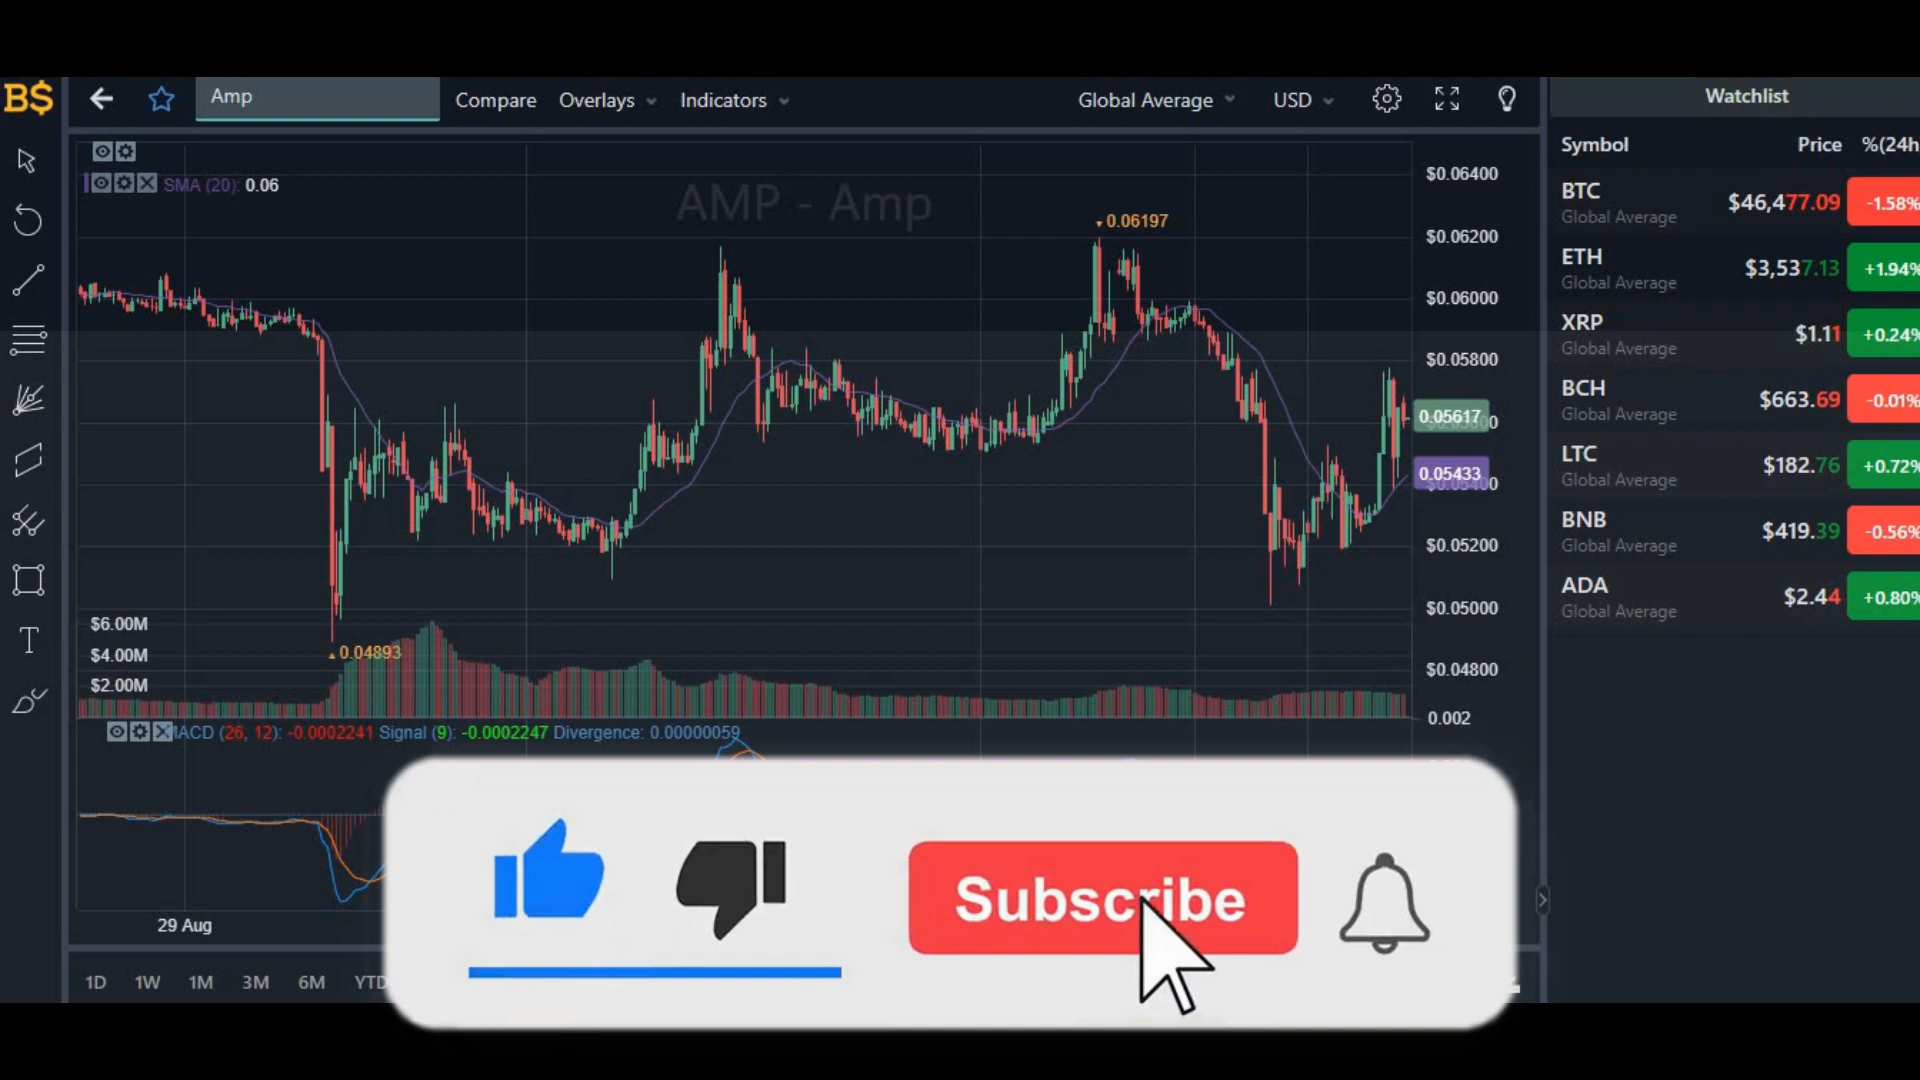 B$
Amp
Compare
Overlays
Indicators
Global Average
USD
Watchlist
Symbol Price %(24h
SMA (20): 0.06
AMP - Amp
0.06197
0.04893
$0.06400
$0.06200
$0.06000
$0.05800
0.05617
0.05433
$0.05200
$0.05000
$0.04800
0.002
$6.00M
$4.00M
$2.00M
MACD (26, 12): -0.0002241 Signal (9): -0.0002247 Divergence: 0.00000059
29 Aug
1D 1W 1M 3M 6M YTD
BTC $46,477.09 -1.58%
Global Average
ETH $3,537.13 +1.94%
Global Average
XRP $1.11 +0.24%
Global Average
BCH $663.69 -0.01%
Global Average
LTC $182.76 +0.72%
Global Average
BNB $419.39 -0.56%
Global Average
ADA $2.44 +0.80%
Global Average
Subscribe